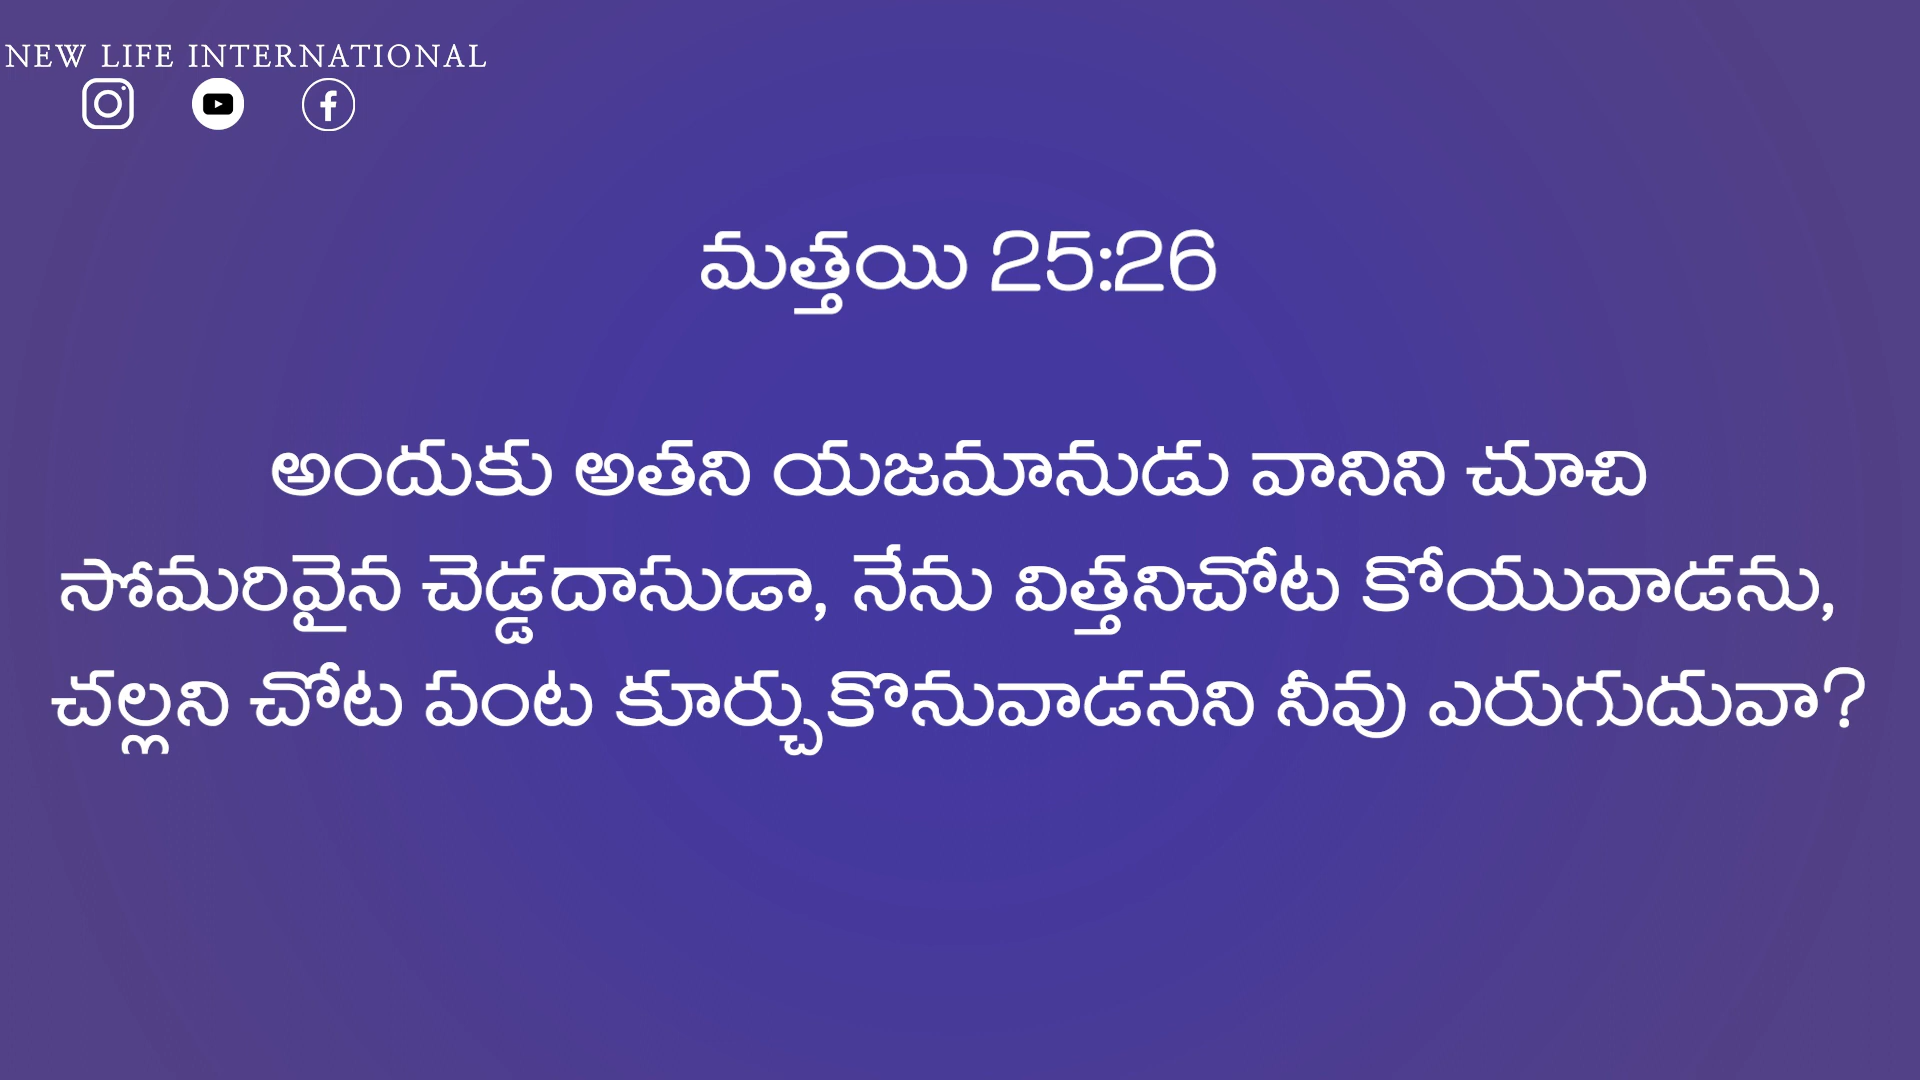 NEW LIFE INTERNATIONAL
మత్తయి 25:26
అందుకు అతని యజమానుడు వానిని చూచి
సోమరివైన చెడ్డదాసుడా, నేను విత్తనిచోట కోయువాడను,
చల్లని చోట పంట కూర్చుకొనువాడనని నీవు ఎరుగుదువా?